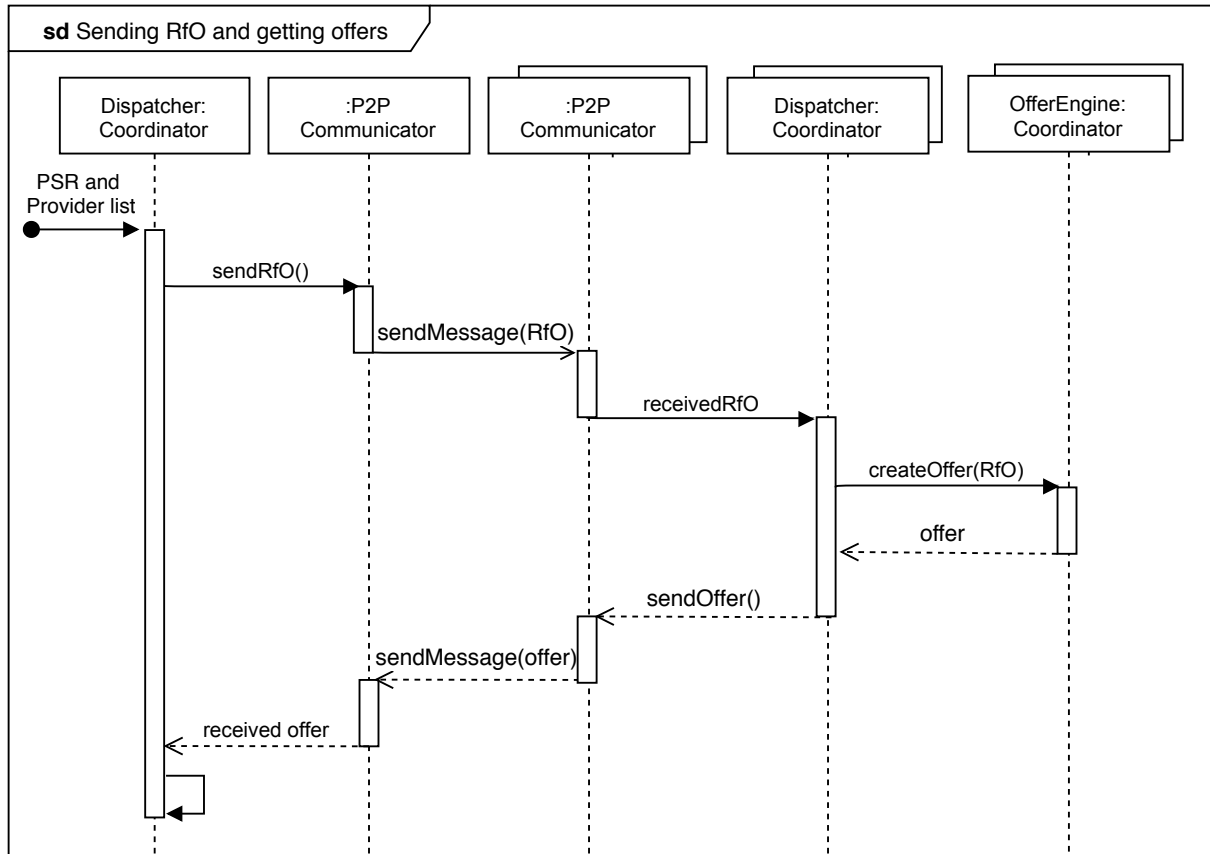 sd Sending RfO and getting offers
Dispatcher:
Coordinator
:P2P
Communicator
:P2P
Communicator
Dispatcher:
Coordinator
OfferEngine:
Coordinator
PSR and
Provider list
sendRfO()
sendMessage(RfO)
receivedRfO
createOffer(RfO)
offer
sendOffer()
sendMessage(offer)
received offer